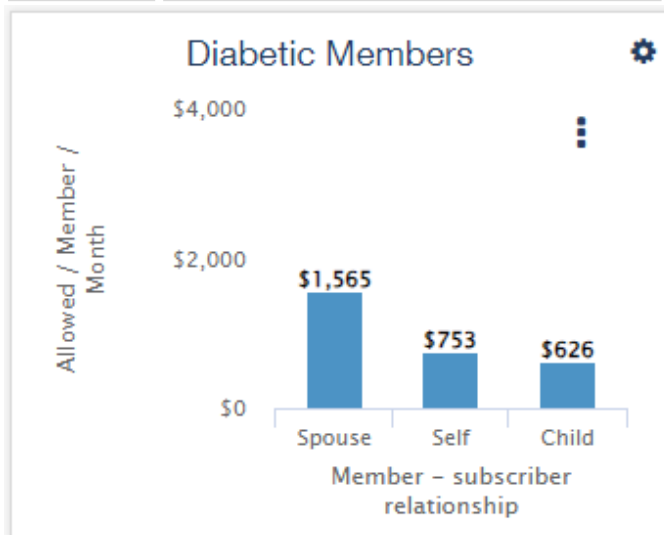 Diabetic Members
$4,000
$2,000
$0
Allowed / Member /
Month
$1,565
$753
$626
Spouse Self Child
Member – subscriber
relationship